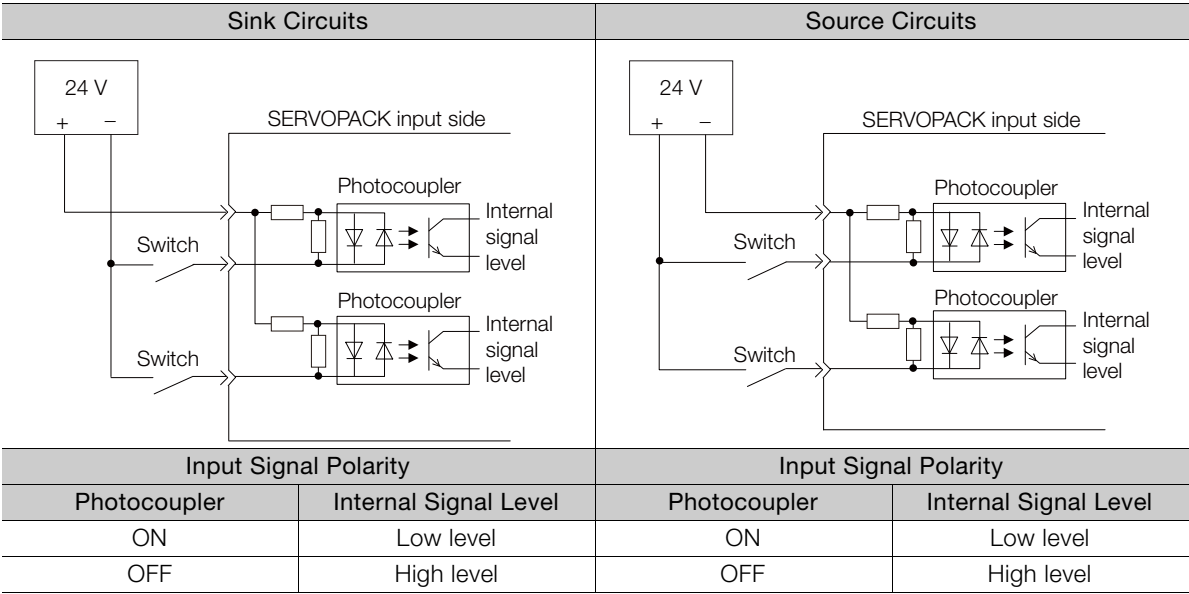 Sink Circuits
Source Circuits
24 V
+ −
SERVOPACK input side
Photocoupler
Internal
signal
level
Switch
Photocoupler
Internal
signal
level
Switch
24 V
+ −
SERVOPACK input side
Photocoupler
Internal
signal
level
Switch
Photocoupler
Internal
signal
level
Switch
Input Signal Polarity
Input Signal Polarity
Photocoupler Internal Signal Level Photocoupler Internal Signal Level
ON Low level ON Low level
OFF High level OFF High level